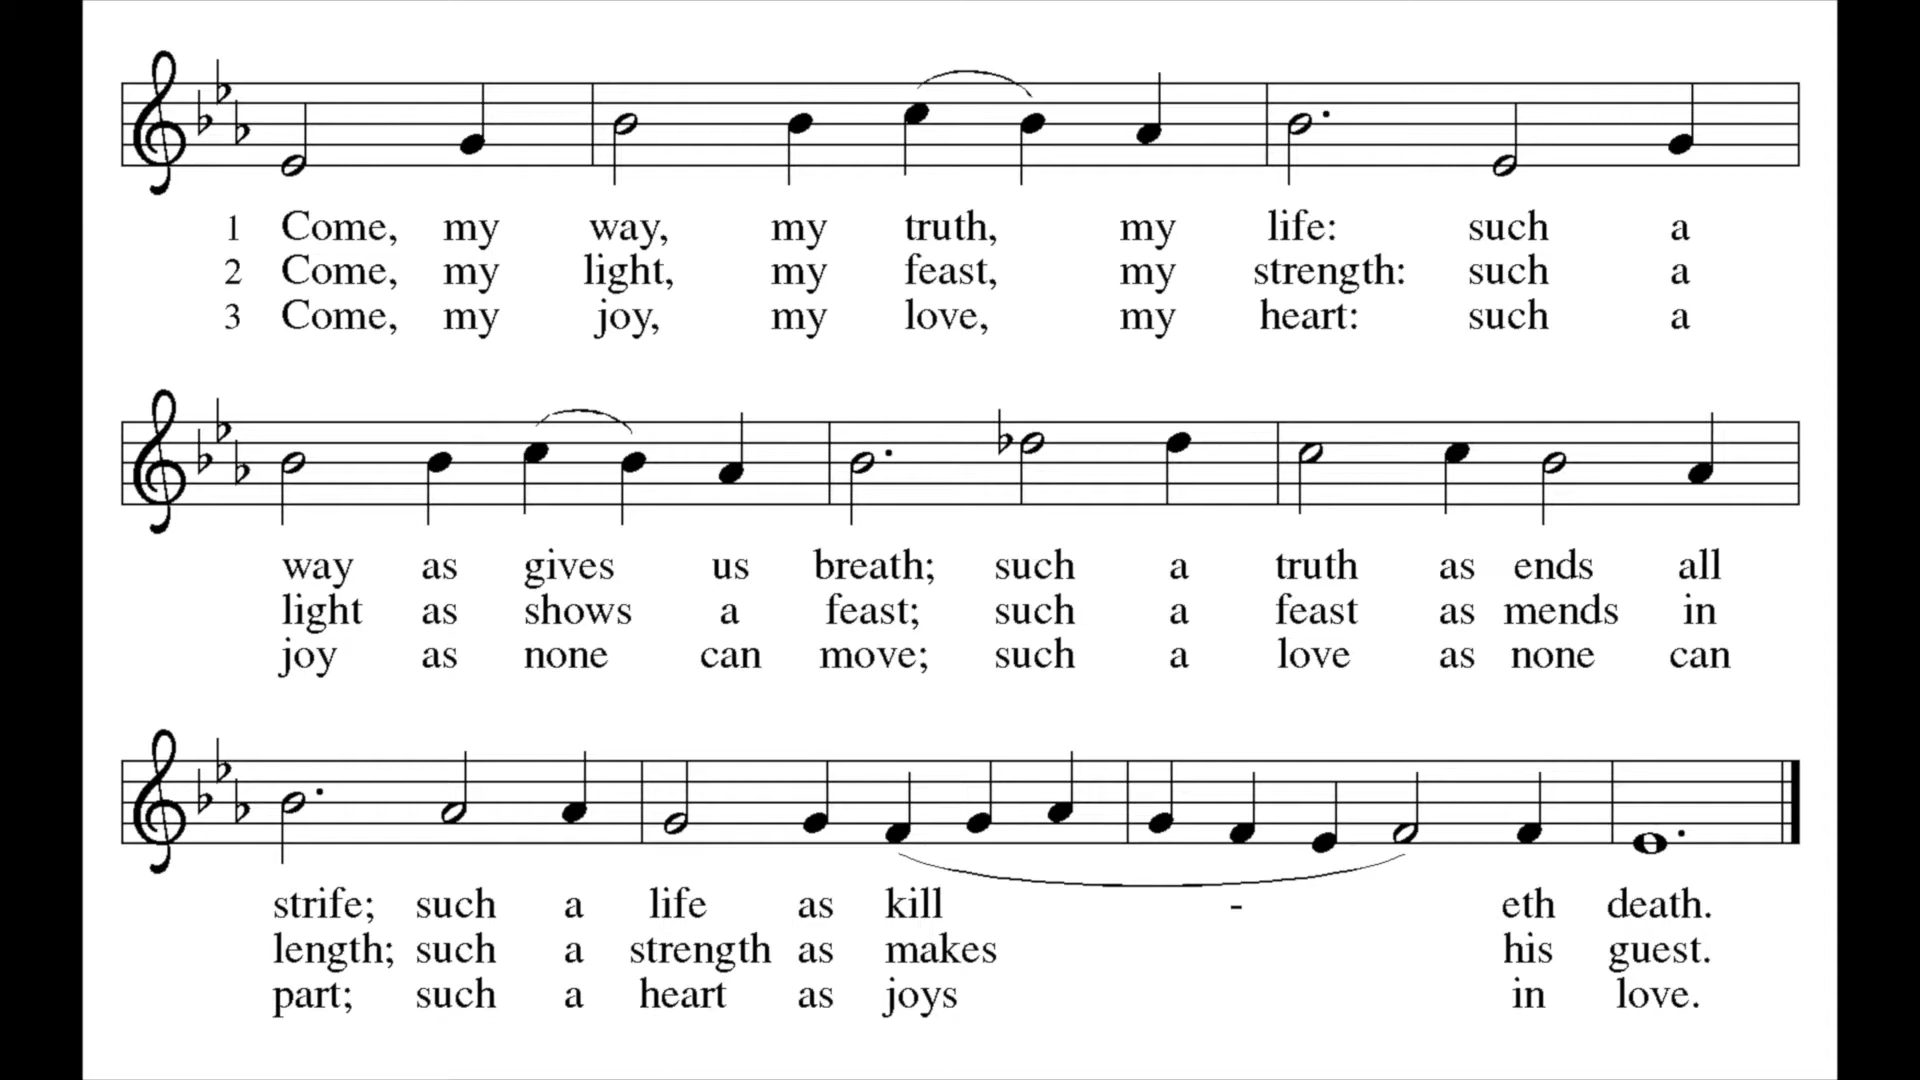 1 Come, my way, my truth, my life: such a
2 Come, my light, my feast, my strength: such a
3 Come, my joy, my love, my heart: such a
way as gives us breath; such a truth as ends all
light as shows a feast; such a feast as mends in
joy as none can move; such a love as none can
strife; such a life as kill - eth death.
length; such a strength as makes his guest.
part; such a heart as joys in love.